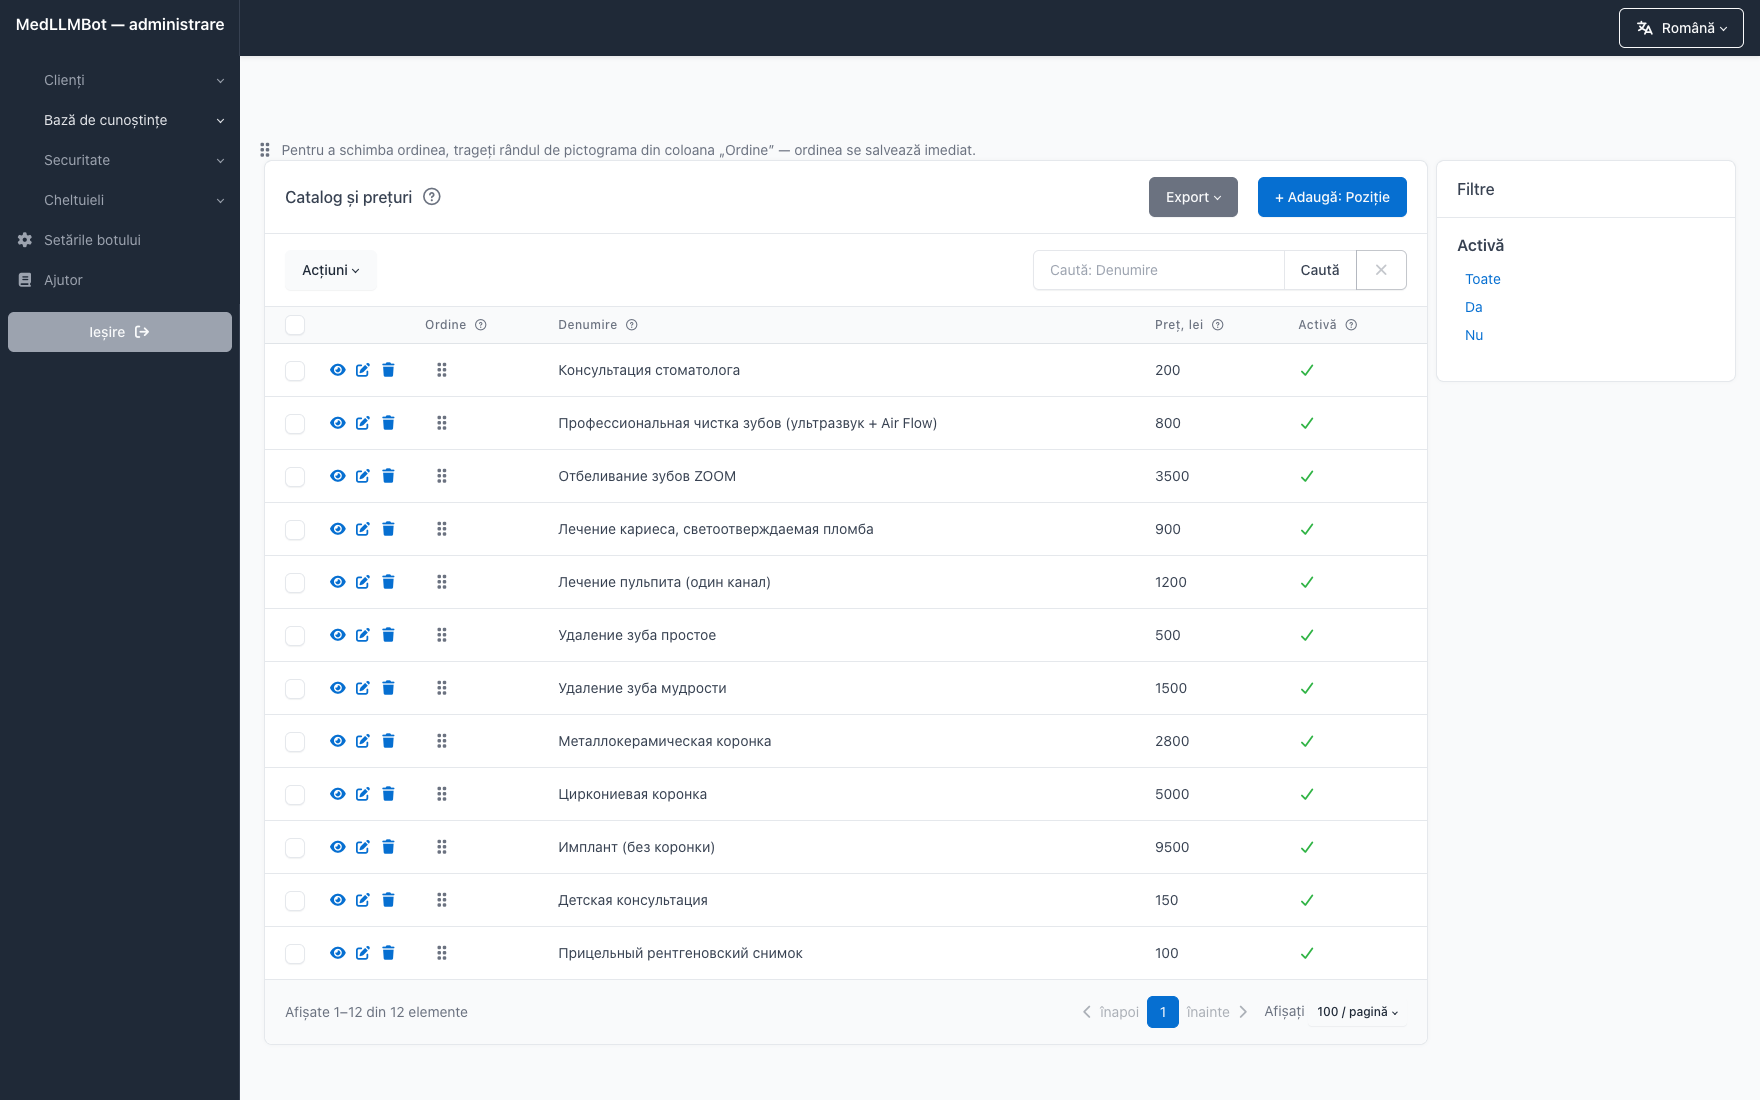 MedLLMBot — administrare
Română
Clienți
Bază de cunoștințe
Securitate
Cheltuieli
Setările botului
Ajutor
Ieșire
Pentru a schimba ordinea, trageți rândul de pictograma din coloana „Ordine” — ordinea se salvează imediat.
Catalog și prețuri
Export
+ Adaugă: Poziție
Acțiuni
Caută: Denumire
Caută
Ordine
Denumire
Preț, lei
Activă
Консультация стоматолога 200
Профессиональная чистка зубов (ультразвук + Air Flow) 800
Отбеливание зубов ZOOM 3500
Лечение кариеса, светоотверждаемая пломба 900
Лечение пульпита (один канал) 1200
Удаление зуба простое 500
Удаление зуба мудрости 1500
Металлокерамическая коронка 2800
Циркониевая коронка 5000
Имплант (без коронки) 9500
Детская консультация 150
Прицельный рентгеновский снимок 100
Afișate 1–12 din 12 elemente
înapoi 1 înainte
Afișați 100 / pagină
Filtre
Activă
Toate
Da
Nu